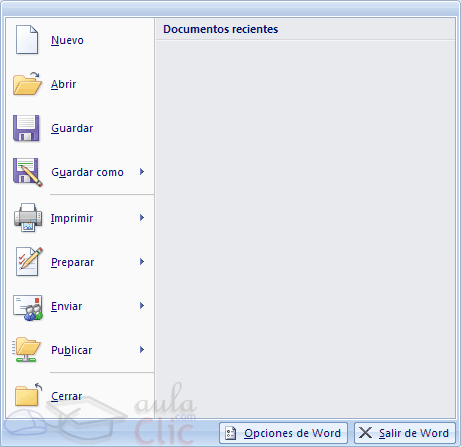 Nuevo
Abrir
Guardar
Guardar como
Imprimir
Preparar
Enviar
Publicar
Cerrar
Documentos recientes
aula
.com
Clic
Opciones de Word
Salir de Word